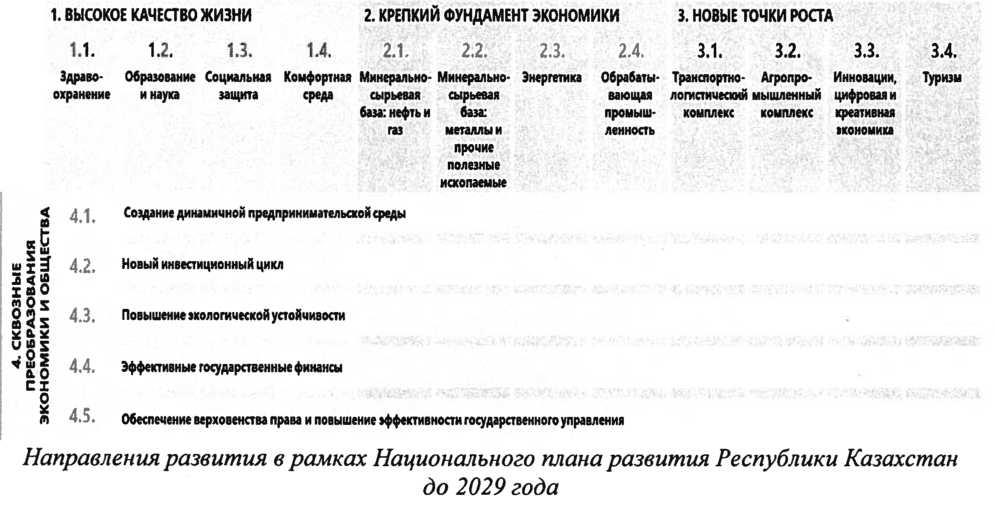 1. ВЫСОКОЕ КАЧЕСТВО ЖИЗНИ
2. КРЕПКИЙ ФУНДАМЕНТ ЭКОНОМИКИ
3. НОВЫЕ ТОЧКИ РОСТА
1.1.
Здраво-
охранение
1.2.
Образование
и наука
1.3.
Социальная
защита
1.4.
Комфортная
среда
2.1.
Минерально-
сырьевая
база: нефть и
газ
2.2.
Минерально-
сырьевая
база:
металлы и
прочие
полезные
ископаемые
2.3.
Энергетика
2.4.
Обрабаты-
вающая
промыш-
ленность
3.1.
Транспортно-
логистический
комплекс
3.2.
Агропро-
мышленный
комплекс
3.3.
Инновации,
цифровая и
креативная
экономика
3.4.
Туризм
4. СКВОЗНЫЕ
ПРЕОБРАЗОВАНИЯ
ЭКОНОМИКИ И ОБЩЕСТВА
4.1. Создание динамичной предпринимательской среды
4.2. Новый инвестиционный цикл
4.3. Повышение экологической устойчивости
4.4. Эффективные государственные финансы
4.5. Обеспечение верховенства права и повышение эффективности государственного управления
Направления развития в рамках Национального плана развития Республики Казахстан
до 2029 года